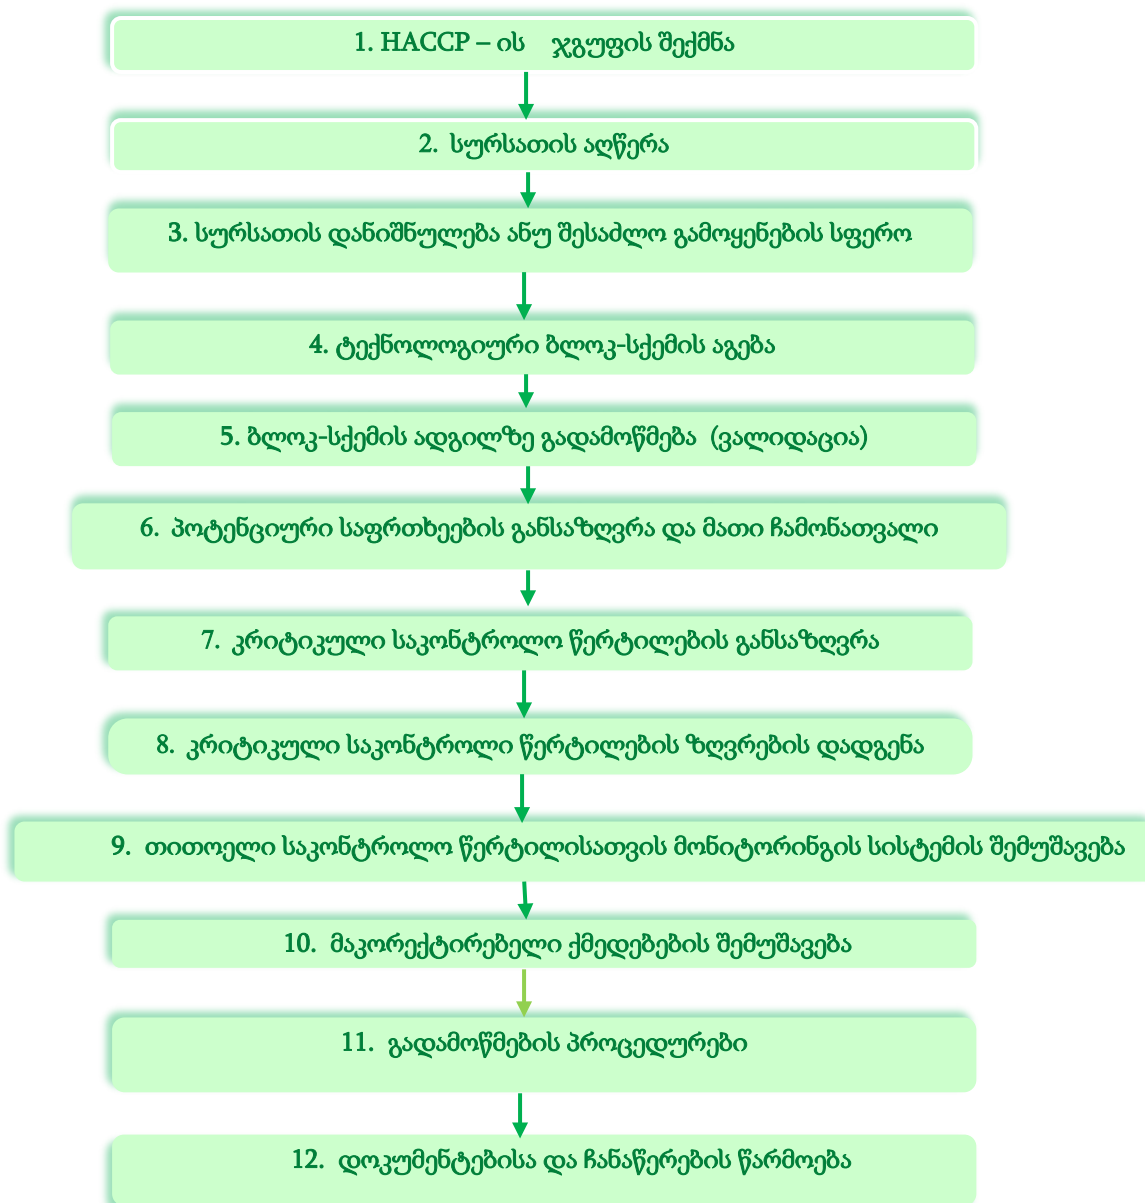 1. HACCP – ის ჯგუფის შექმნა
2. სურსათის აღწერა
3. სურსათის დანიშნულება ანუ შესაძლო გამოყენების სფერო
4. ტექნოლოგიური ბლოკ-სქემის აგება
5. ბლოკ-სქემის ადგილზე გადამოწმება (ვალიდაცია)
6. პოტენციური საფრთხეების განსაზღვრა და მათი ჩამონათვალი
7. კრიტიკული საკონტროლო წერტილების განსაზღვრა
8. კრიტიკული საკონტროლი წერტილების ზღვრების დადგენა
9. თითოელი საკონტროლო წერტილისათვის მონიტორინგის სისტემის შემუშავება
10. მაკორექტირებელი ქმედებების შემუშავება
11. გადამოწმების პროცედურები
12. დოკუმენტებისა და ჩანაწერების წარმოება